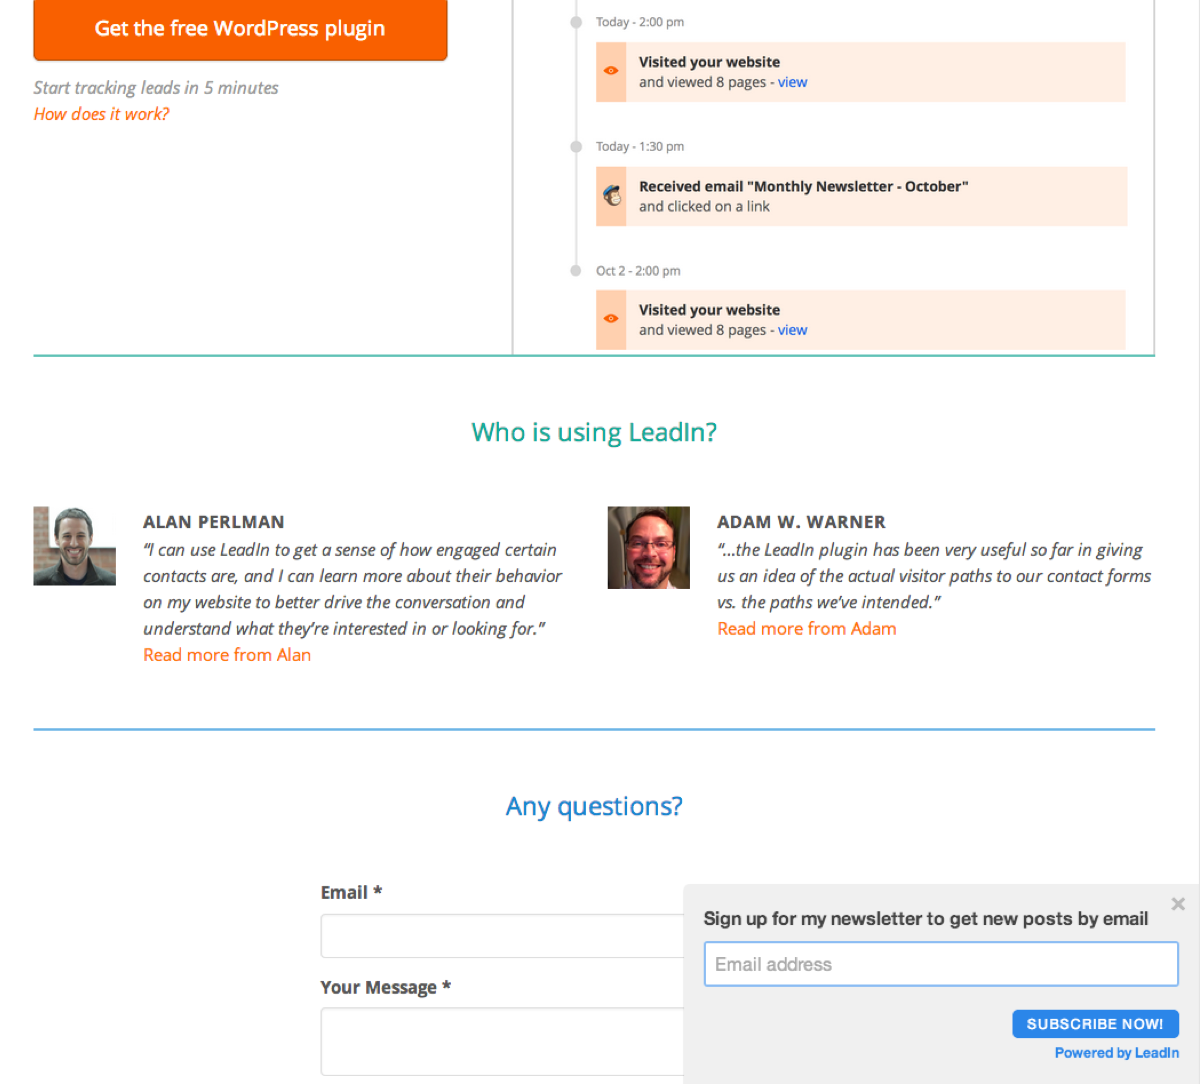 Get the free WordPress plugin
Start tracking leads in 5 minutes
How does it work?
Today - 2:00 pm
Visited your website
and viewed 8 pages - view
Today - 1:30 pm
Received email "Monthly Newsletter - October"
and clicked on a link
Oct 2 - 2:00 pm
Visited your website
and viewed 8 pages - view
Who is using LeadIn?
ALAN PERLMAN
“I can use LeadIn to get a sense of how engaged certain
contacts are, and I can learn more about their behavior
on my website to better drive the conversation and
understand what they’re interested in or looking for.”
Read more from Alan
ADAM W. WARNER
“...the LeadIn plugin has been very useful so far in giving
us an idea of the actual visitor paths to our contact forms
vs. the paths we’ve intended.”
Read more from Adam
Any questions?
Email *
Your Message *
×
Sign up for my newsletter to get new posts by email
Email address
SUBSCRIBE NOW!
Powered by LeadIn